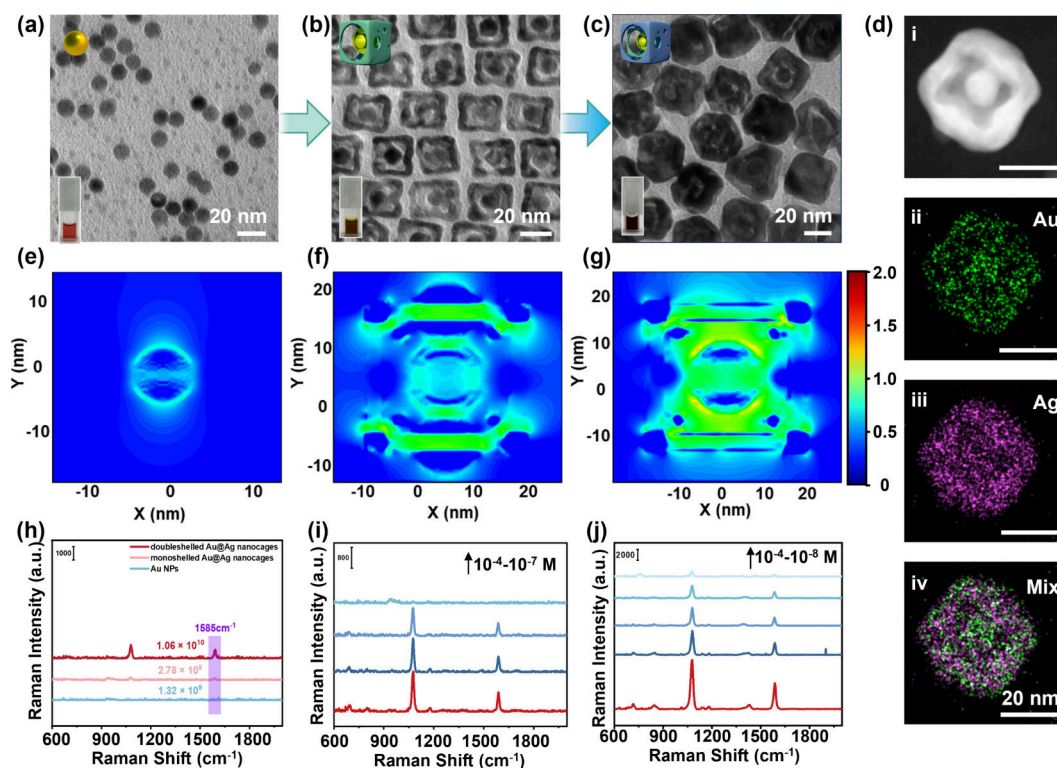 (a)
20 nm
(b)
20 nm
(c)
20 nm
(d)
i
ii
Au
iii
Ag
iv
Mix
20 nm
(e)
Y (nm)
10
0
-10
-10
0
10
X (nm)
(f)
Y (nm)
20
10
0
-10
-10
0
10
20
X (nm)
(g)
Y (nm)
20
10
0
-10
-10
0
10
20
X (nm)
2.0
1.5
1.0
0.5
0
(h)
1000
doubleshelled Au@Ag nanocages
monoshelled Au@Ag nanocages
Au NPs
1585cm⁻¹
1.06 × 10¹⁰
1.32 × 10⁹
Raman Intensity (a.u.)
600
900
1200
1500
1800
Raman Shift (cm⁻¹)
(i)
800
10⁻⁴-10⁻⁷ M
Raman Intensity (a.u.)
600
900
1200
1500
1800
Raman Shift (cm⁻¹)
(j)
2000
10⁻⁴-10⁻⁸ M
Raman Intensity (a.u.)
600
900
1200
1500
1800
Raman Shift (cm⁻¹)